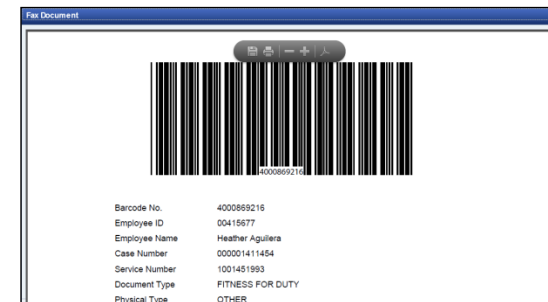 Fax Document
4000869216
Barcode No. 4000869216
Employee ID 00415677
Employee Name Heather Aguilera
Case Number 000001411454
Service Number 1001451993
Document Type FITNESS FOR DUTY
Physical Type OTHER